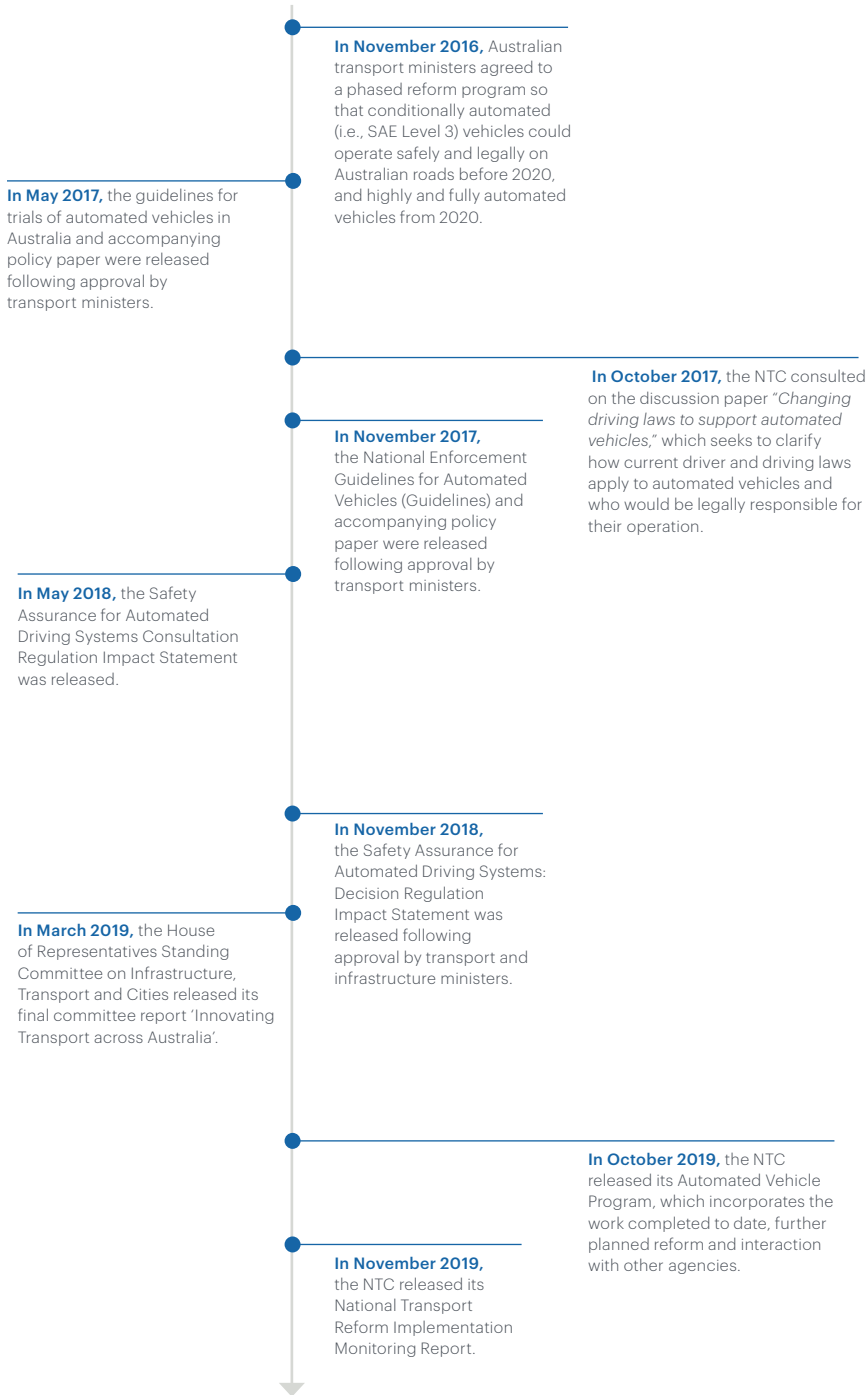 In November 2016, Australian
transport ministers agreed to
a phased reform program so
that conditionally automated
(i.e., SAE Level 3) vehicles could
operate safely and legally on
Australian roads before 2020,
and highly and fully automated
vehicles from 2020.
In May 2017, the guidelines for
trials of automated vehicles in
Australia and accompanying
policy paper were released
following approval by
transport ministers.
In October 2017, the NTC consulted
on the discussion paper “Changing
driving laws to support automated
vehicles,” which seeks to clarify
how current driver and driving laws
apply to automated vehicles and
who would be legally responsible for
their operation.
In November 2017,
the National Enforcement
Guidelines for Automated
Vehicles (Guidelines) and
accompanying policy
paper were released
following approval by
transport ministers.
In May 2018, the Safety
Assurance for Automated
Driving Systems Consultation
Regulation Impact Statement
was released.
In November 2018,
the Safety Assurance for
Automated Driving Systems:
Decision Regulation
Impact Statement was
released following
approval by transport and
infrastructure ministers.
In March 2019, the House
of Representatives Standing
Committee on Infrastructure,
Transport and Cities released its
final committee report ‘Innovating
Transport across Australia’.
In October 2019, the NTC
released its Automated Vehicle
Program, which incorporates the
work completed to date, further
planned reform and interaction
with other agencies.
In November 2019,
the NTC released its
National Transport
Reform Implementation
Monitoring Report.